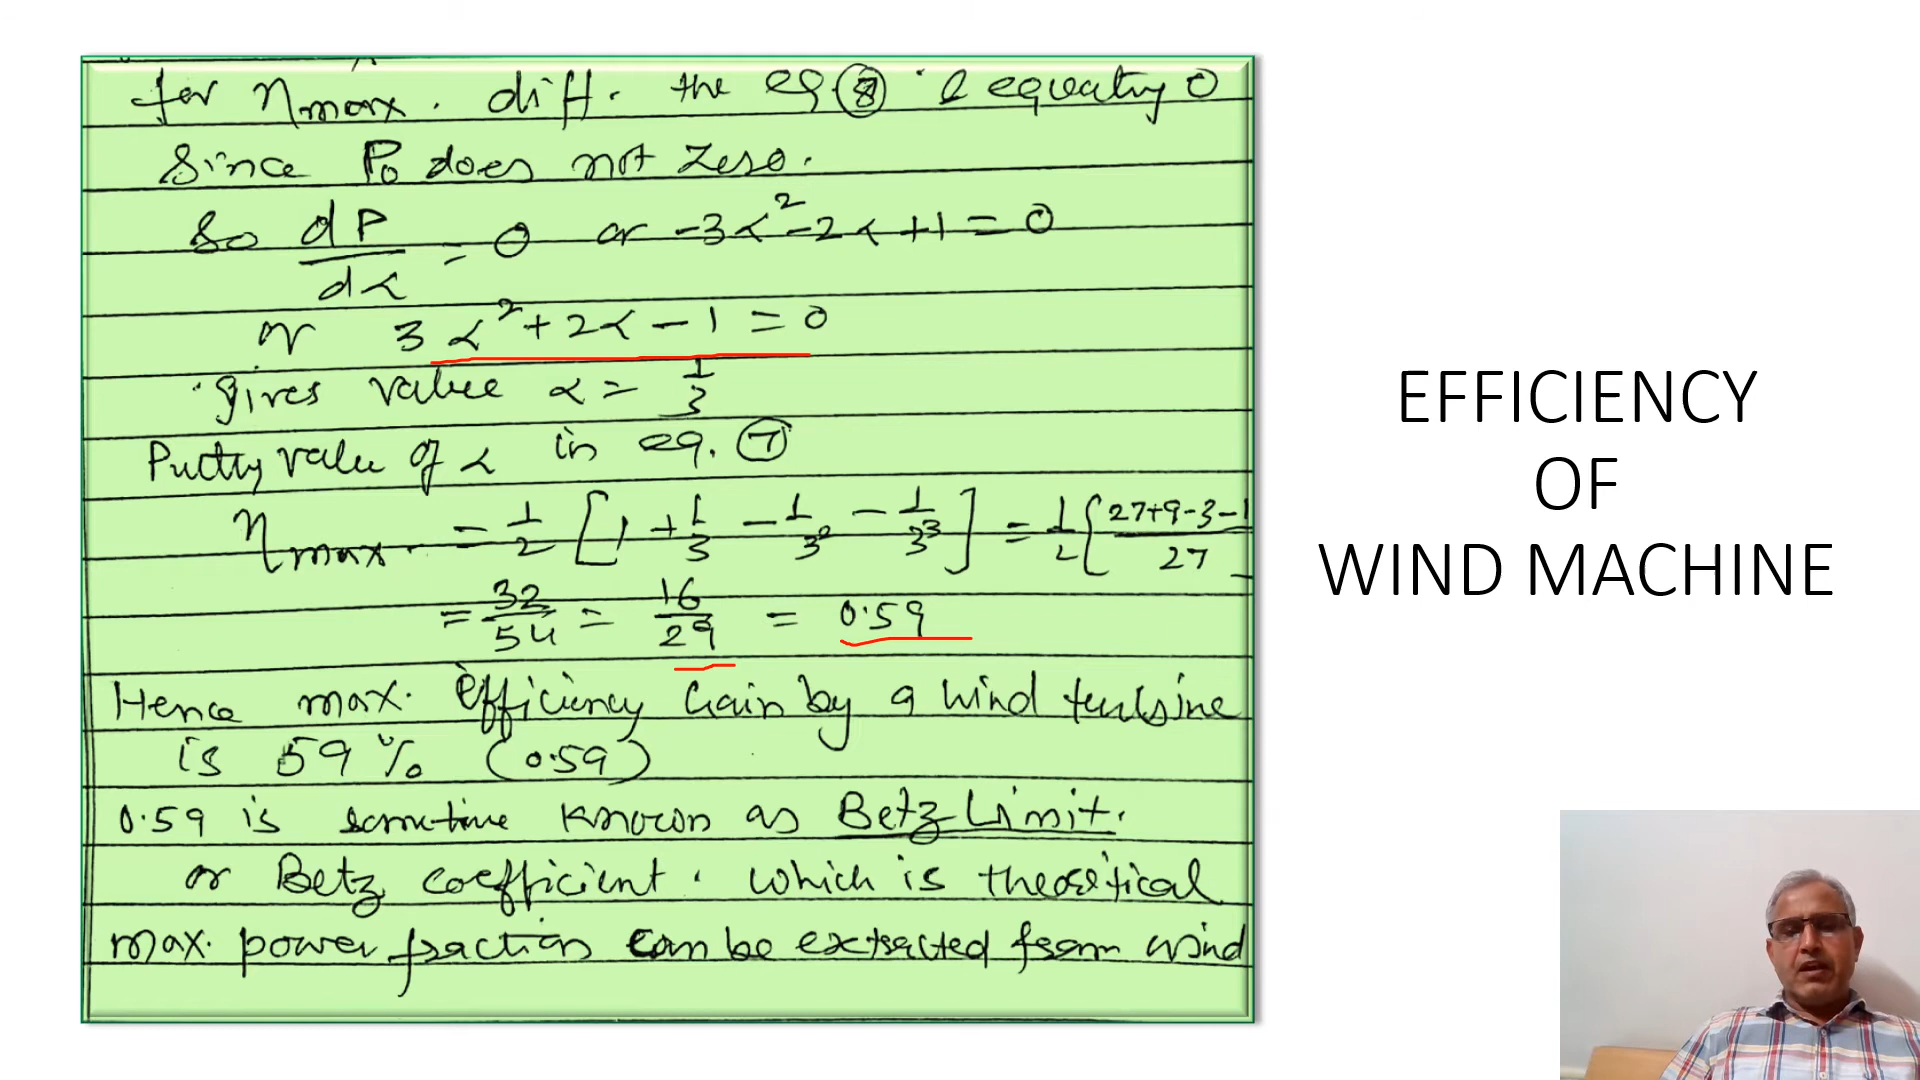 for ηmax. diff. the eq. ⑧ & equating 0
Since P₀ does not zero.
So dP/dα = 0 or -3α²-2α+1=0
or 3α²+2α-1=0
gives value α = 1/3
Putting value of α in eq. ⑦
ηmax. = 1/2 [1 + 1/3 - 1/3² - 1/3³] = 1/2 [27+9-3-1/27
= 32/54 = 16/29 = 0.59
Hence max. Efficiency Gain by a wind turbine
is 59% (0.59)
0.59 is sometime known as Betz Limit.
or Betz coefficient. which is theoretical
max. power fraction can be extracted from wind
EFFICIENCY
OF
WIND MACHINE